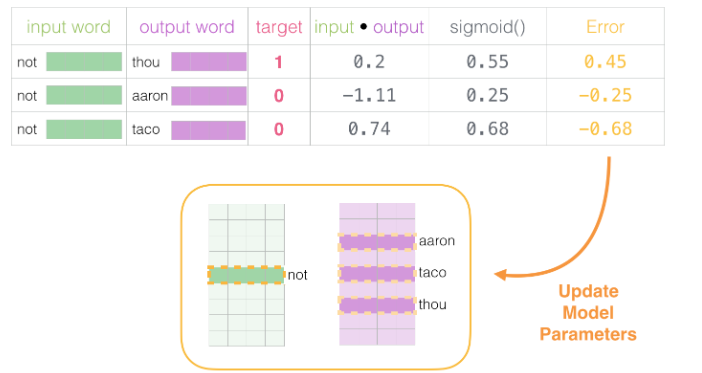 input word output word target input • output sigmoid() Error
not thou 1 0.2 0.55 0.45
not aaron 0 -1.11 0.25 -0.25
not taco 0 0.74 0.68 -0.68
aaron
not taco
thou
Update
Model
Parameters